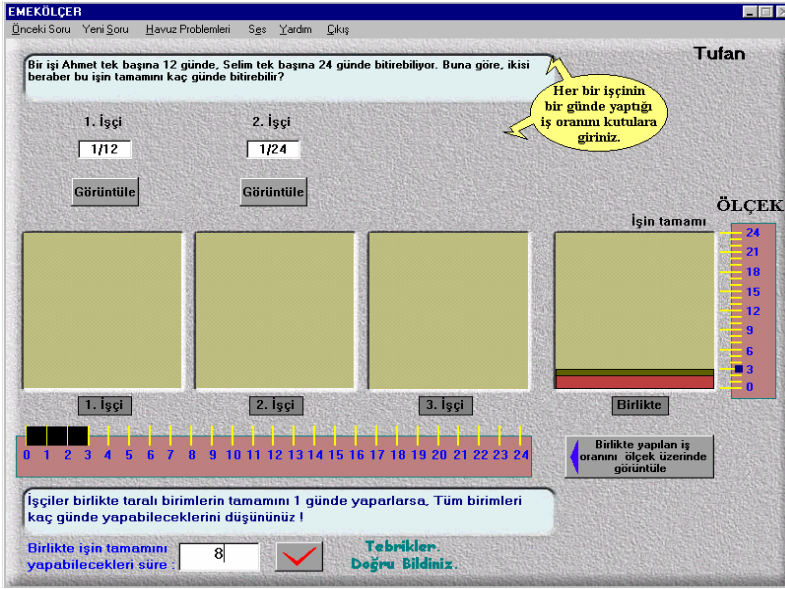 EMEKÖLÇER
Önceki Soru Yeni Soru Havuz Problemleri Ses Yardım Çıkış
Bir işi Ahmet tek başına 12 günde, Selim tek başına 24 günde bitirebiliyor. Buna göre, ikisi
beraber bu işin tamamını kaç günde bitirebilir?
Tufan
Her bir işçinin
bir günde yaptığı
iş oranını kutulara
giriniz.
1. İşçi 2. İşçi
1/12 1/24
Görüntüle Görüntüle
ÖLÇEK
İşin tamamı
24
21
18
15
12
9
6
3
0
1. İşçi 2. İşçi 3. İşçi Birlikte
0 1 2 3 4 5 6 7 8 9 10 11 12 13 14 15 16 17 18 19 20 21 22 23 24
Birlikte yapılan iş
oranını ölçek üzerinde
görüntüle
İşçiler birlikte taralı birimlerin tamamını 1 günde yaparlarsa, Tüm birimleri
kaç günde yapabileceklerini düşününüz !
Birlikte işin tamamını
yapabilecekleri süre : 8
Tebrikler.
Doğru Bildiniz.